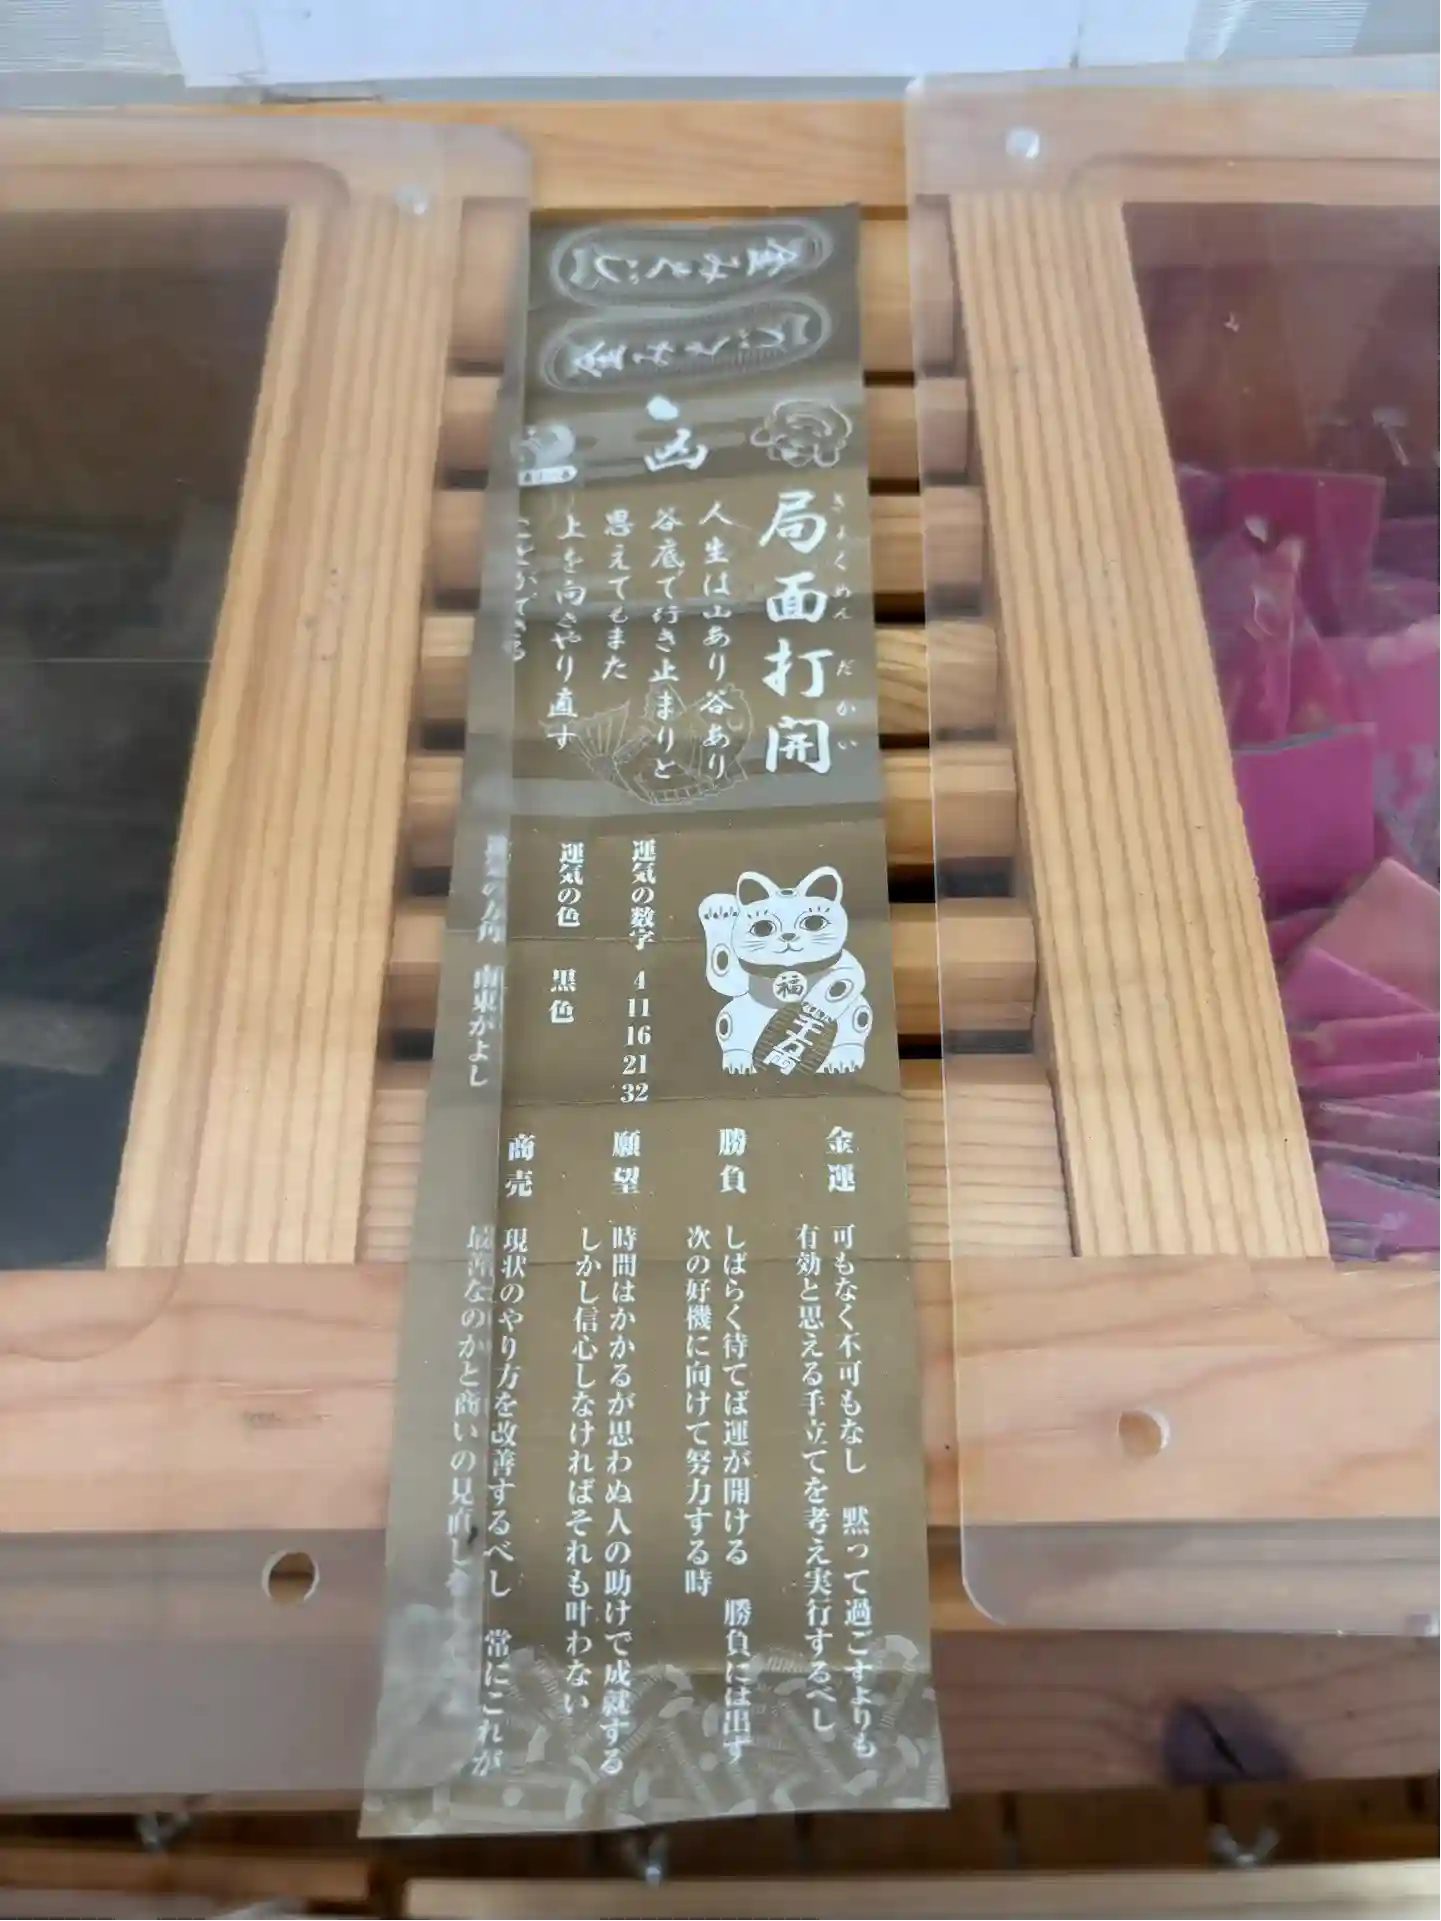 金みくじ
金みくじ
小凶
局面打開
きょくめん だかい
人生は山あり谷あり
谷底で行き止まりと
思えてもまた
上を向きやり直す
ことができる
福
千両
運気の数字 4 11 16 21 32
運気の色 黒色
運気の方角 南東がよし
金運
可もなく不可もなし 黙って過ごすよりも
有効と思える手立てを考え実行するべし
勝負
しばらく待てば運が開ける 勝負には出ず
次の好機に向けて努力する時
願望
時間はかかるが思わぬ人の助けで成就する
しかし信心しなければそれも叶わない
商売
現状のやり方を改善するべし 常にこれが
最善なのかと商いの見直し